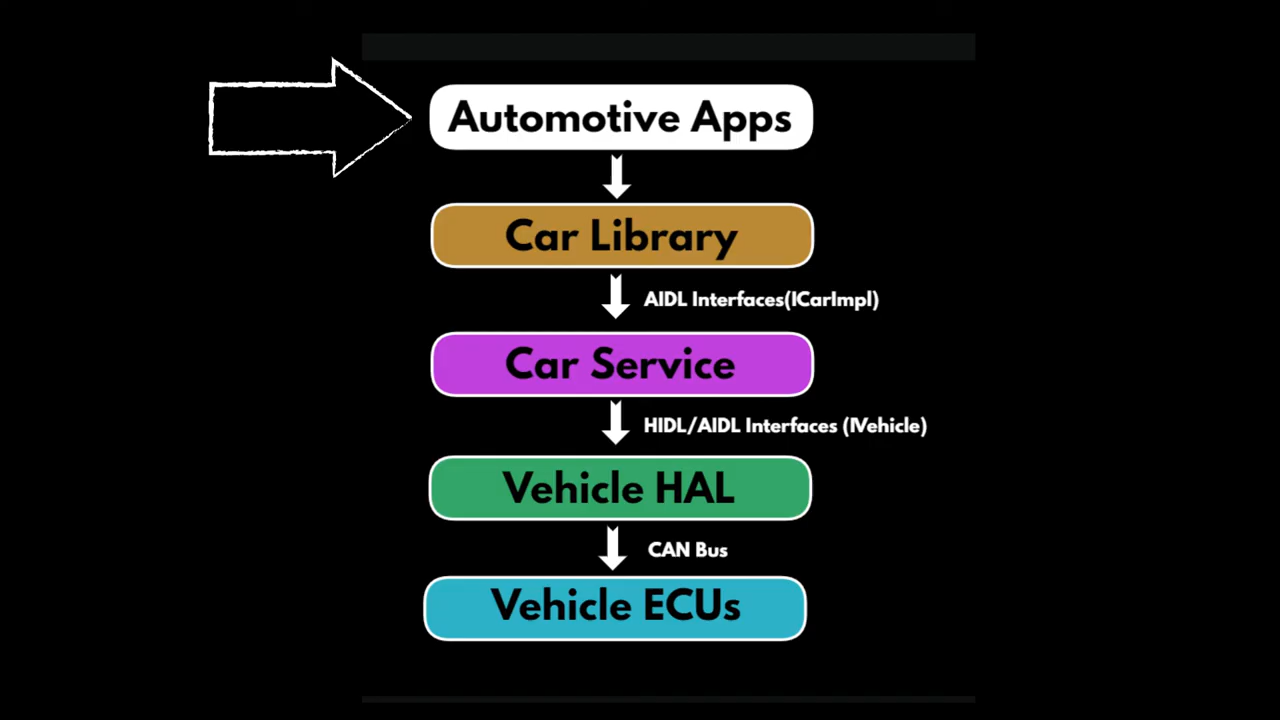 Automotive Apps
Car Library
AIDL Interfaces(ICarImpl)
Car Service
HIDL/AIDL Interfaces (IVehicle)
Vehicle HAL
CAN Bus
Vehicle ECUs